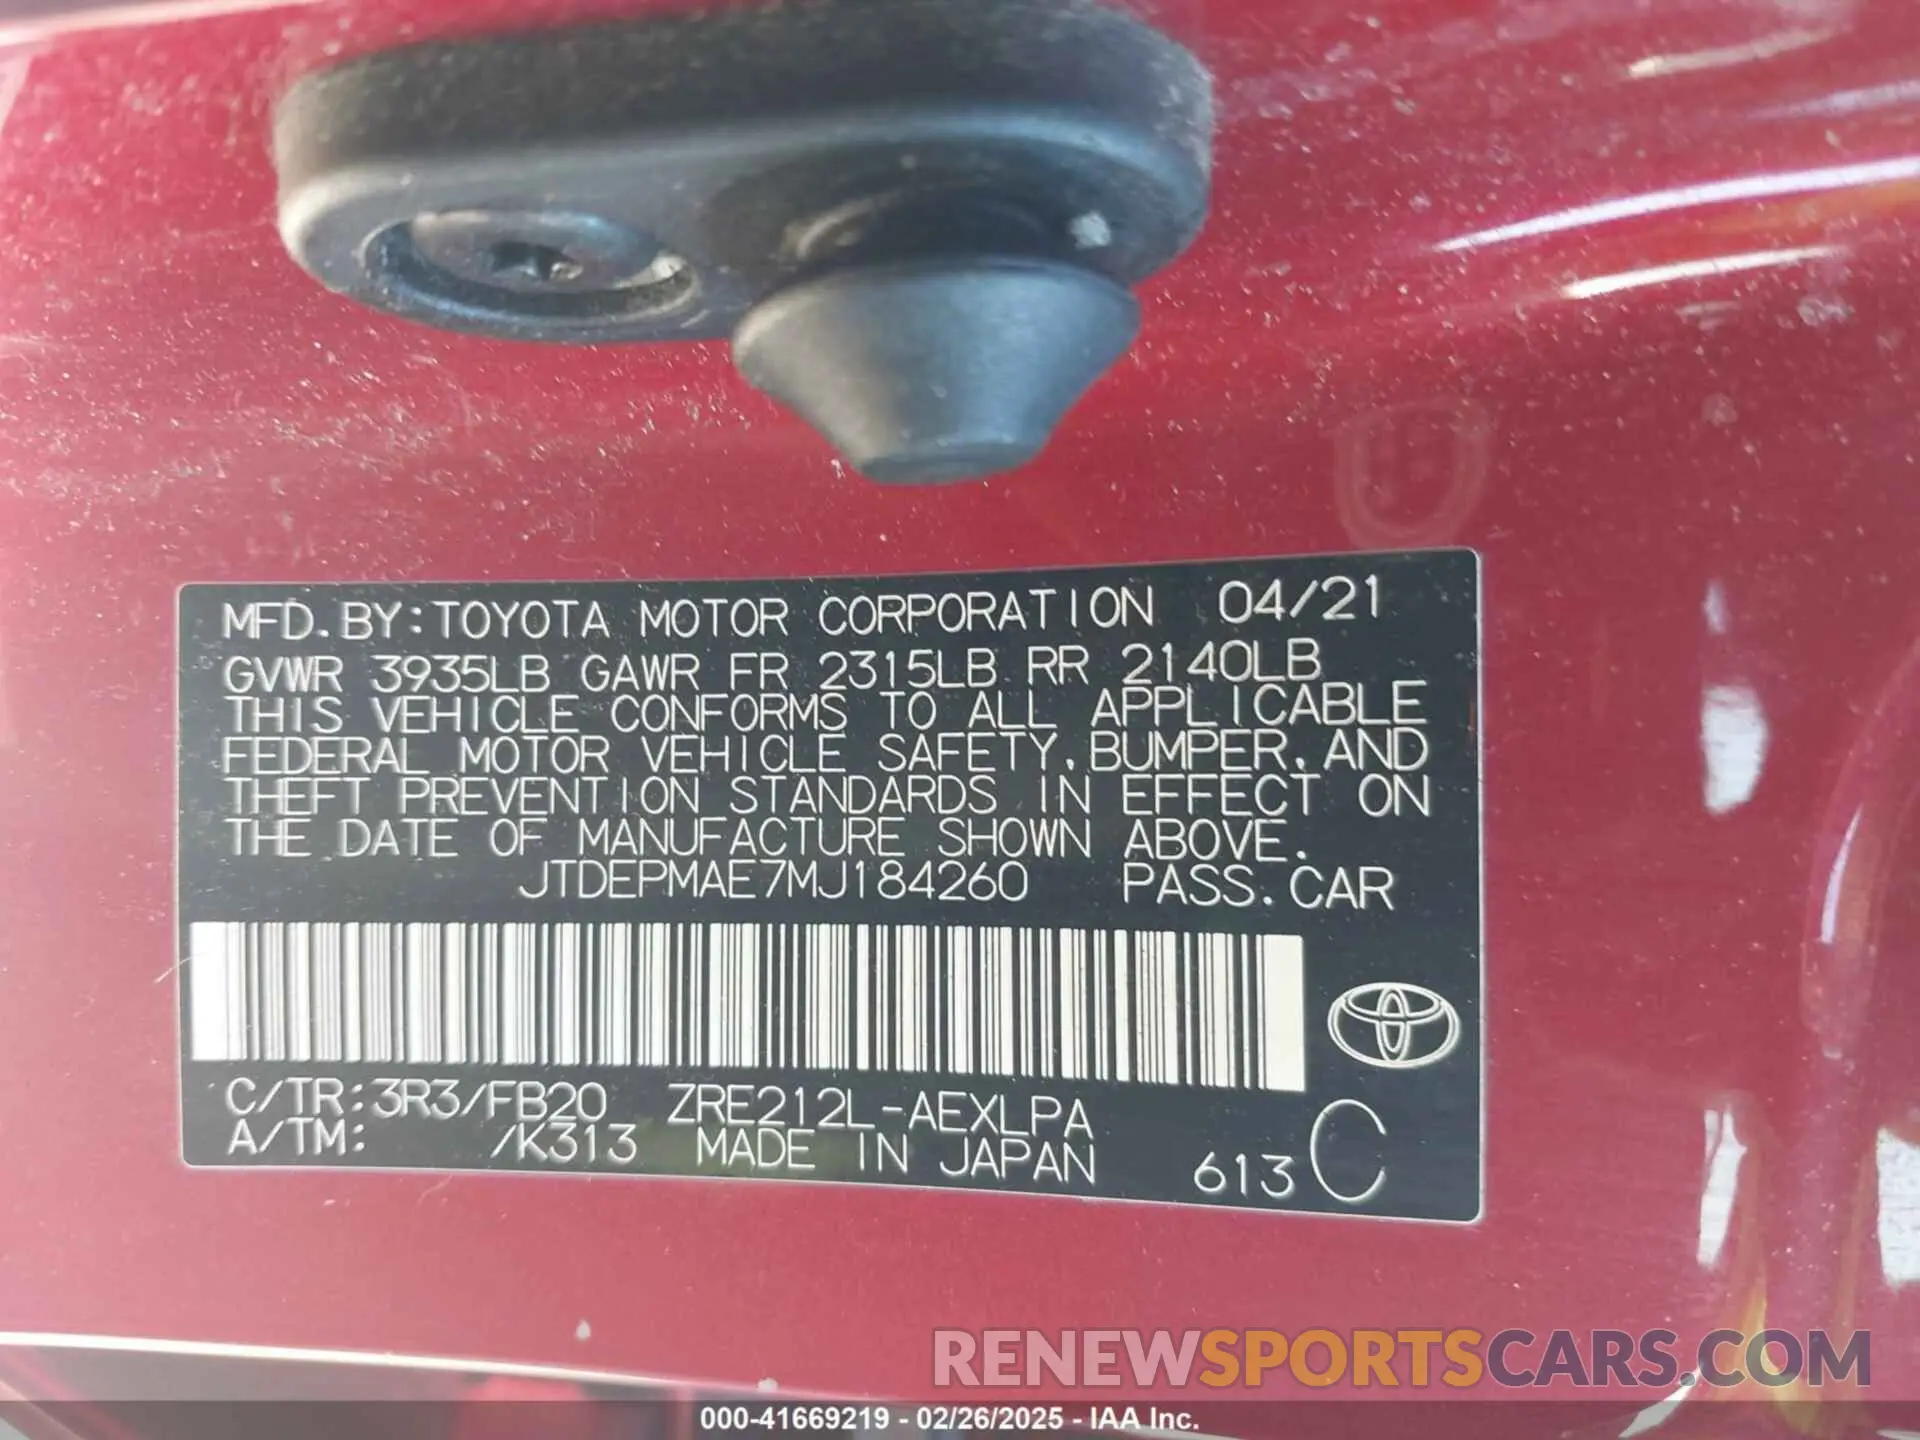 MFD.BY:TOYOTA MOTOR CORPORATION 04/21
GVWR 3935LB GAWR FR 2315LB RR 2140LB
THIS VEHICLE CONFORMS TO ALL APPLICABLE
FEDERAL MOTOR VEHICLE SAFETY,BUMPER,AND
THEFT PREVENTION STANDARDS IN EFFECT ON
THE DATE OF MANUFACTURE SHOWN ABOVE.
JTDEPMAE7MJ184260 PASS.CAR
C/TR:3R3/FB20 ZRE212L-AEXLPA
A/TM: /K313 MADE IN JAPAN 613 C
RENEWSPORTSCARS.COM
000-41669219 - 02/26/2025 - IAA Inc.